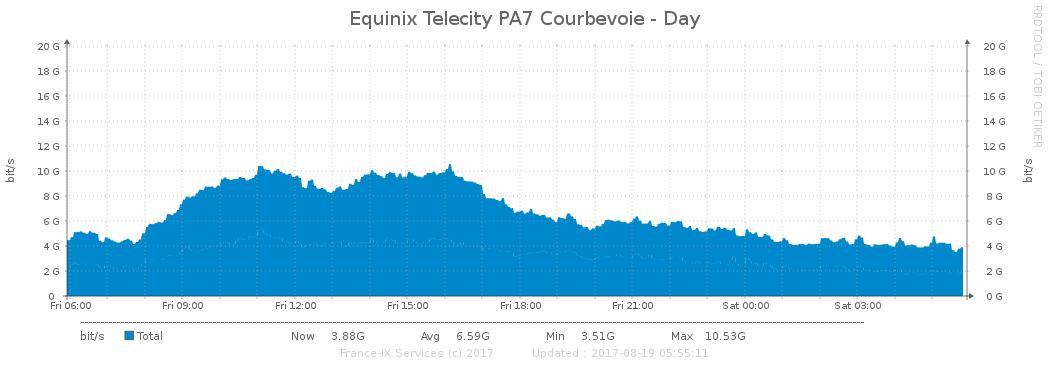 Equinix Telecity PA7 Courbevoie - Day
RRDTOOL / TOBI OETIKER
bit/s
bit/s
20 G 20 G
18 G 18 G
16 G 16 G
14 G 14 G
12 G 12 G
10 G 10 G
8 G 8 G
6 G 6 G
4 G 4 G
2 G 2 G
0 0 G
Fri 06:00 Fri 09:00 Fri 12:00 Fri 15:00 Fri 18:00 Fri 21:00 Sat 00:00 Sat 03:00
bit/s Total Now 3.88G Avg 6.59G Min 3.51G Max 10.53G
France-IX Services (c) 2017 Updated : 2017-08-19 05:55:11